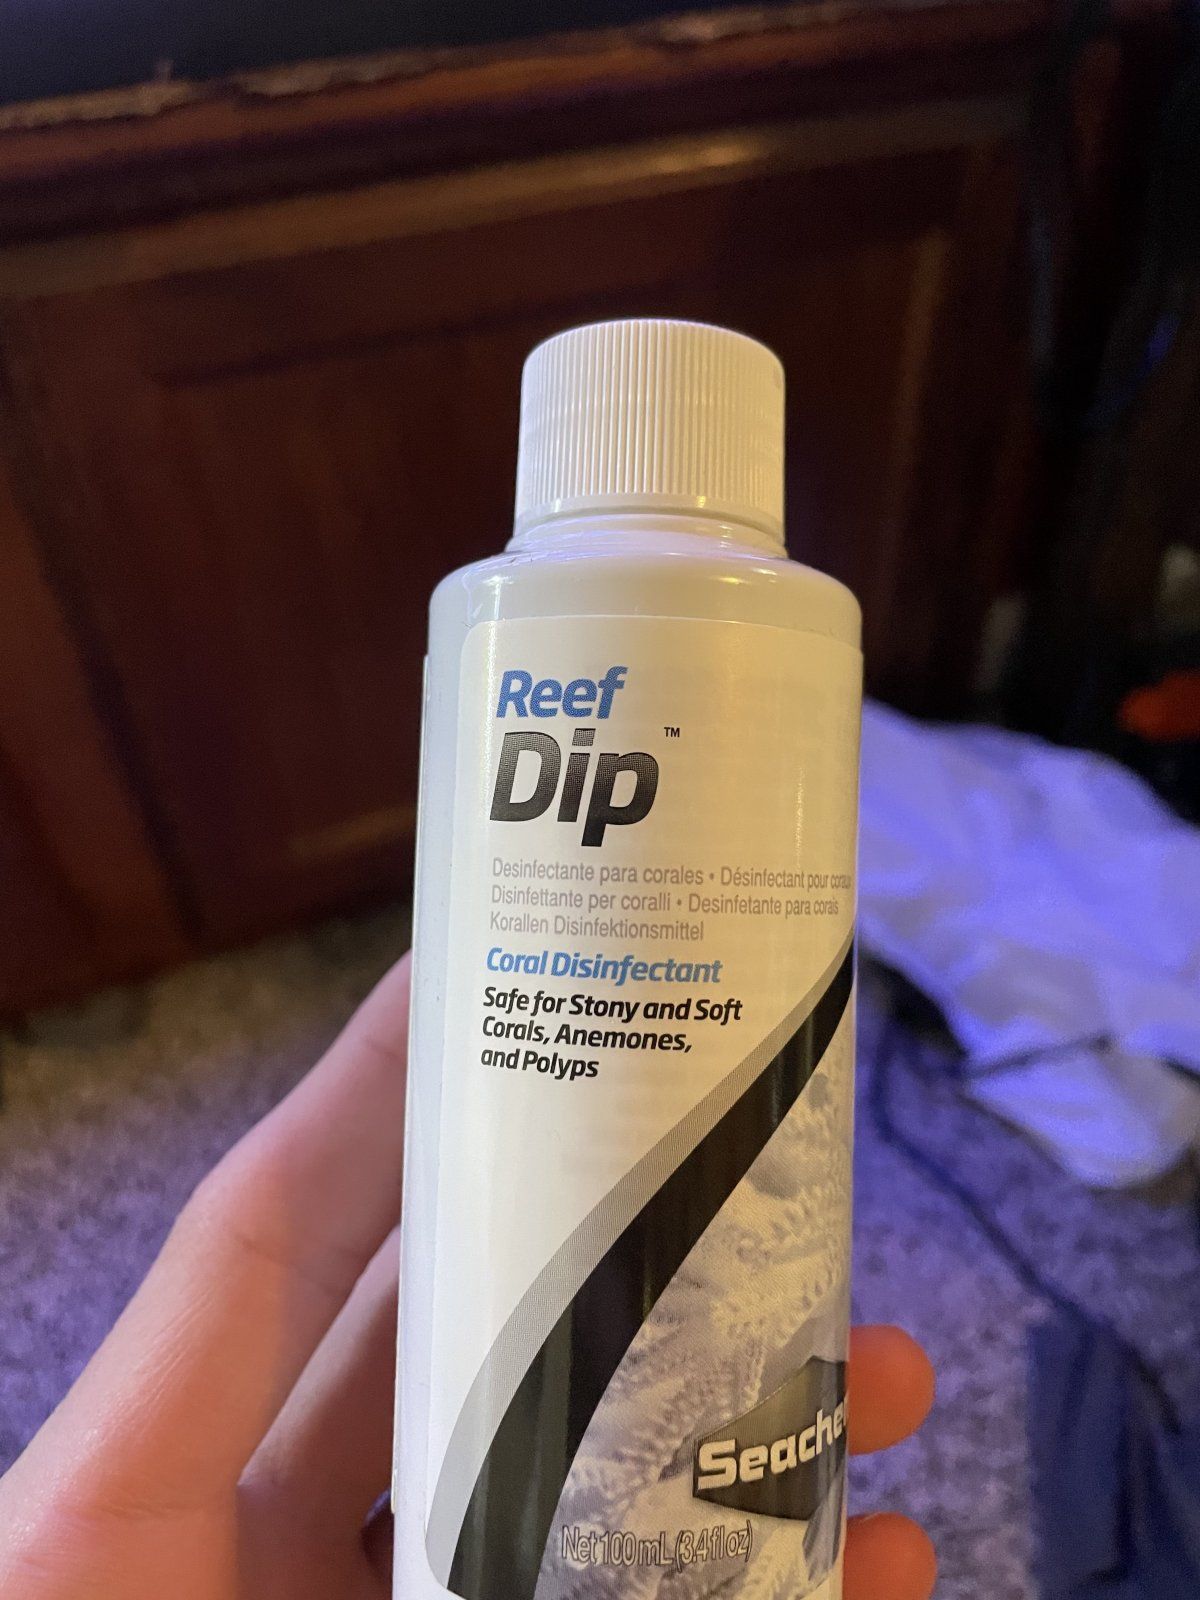 Reef
Dip™
Desinfectante para corales • Désinfectant pour
Disinfettante per coralli • Desinfetante para corais
Korallen Disinfektionsmittel
Coral Disinfectant
Safe for Stony and Soft
Corals, Anemones,
and Polyps
Seache
Net 100 mL (3.4 fl oz)